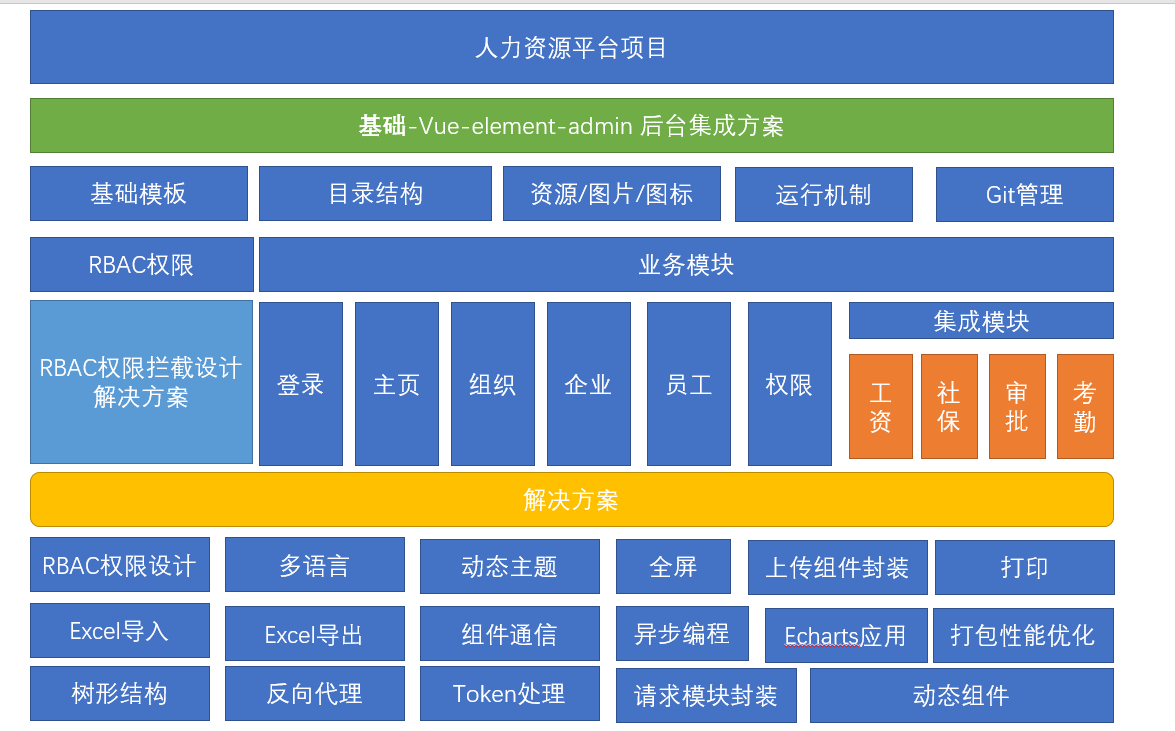 人力资源平台项目
基础-Vue-element-admin 后台集成方案
基础模板
目录结构
资源/图片/图标
运行机制
Git管理
RBAC权限
业务模块
RBAC权限拦截设计
解决方案
登录
主页
组织
企业
员工
权限
集成模块
工
资
社
保
审
批
考
勤
解决方案
RBAC权限设计
多语言
动态主题
全屏
上传组件封装
打印
Excel导入
Excel导出
组件通信
异步编程
Echarts应用
打包性能优化
树形结构
反向代理
Token处理
请求模块封装
动态组件